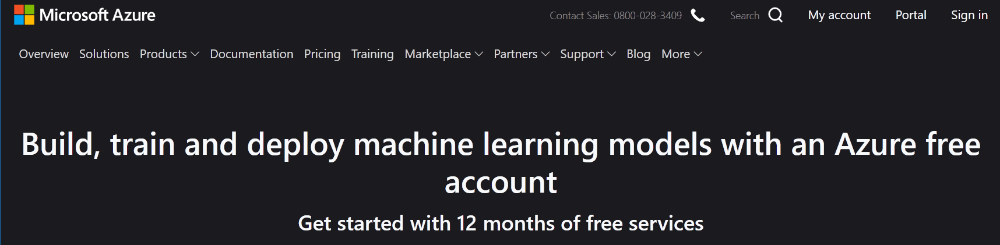 Microsoft Azure
Contact Sales: 0800-028-3409
Search
My account
Portal
Sign in
Overview Solutions Products Documentation Pricing Training Marketplace Partners Support Blog More
Build, train and deploy machine learning models with an Azure free
account
Get started with 12 months of free services